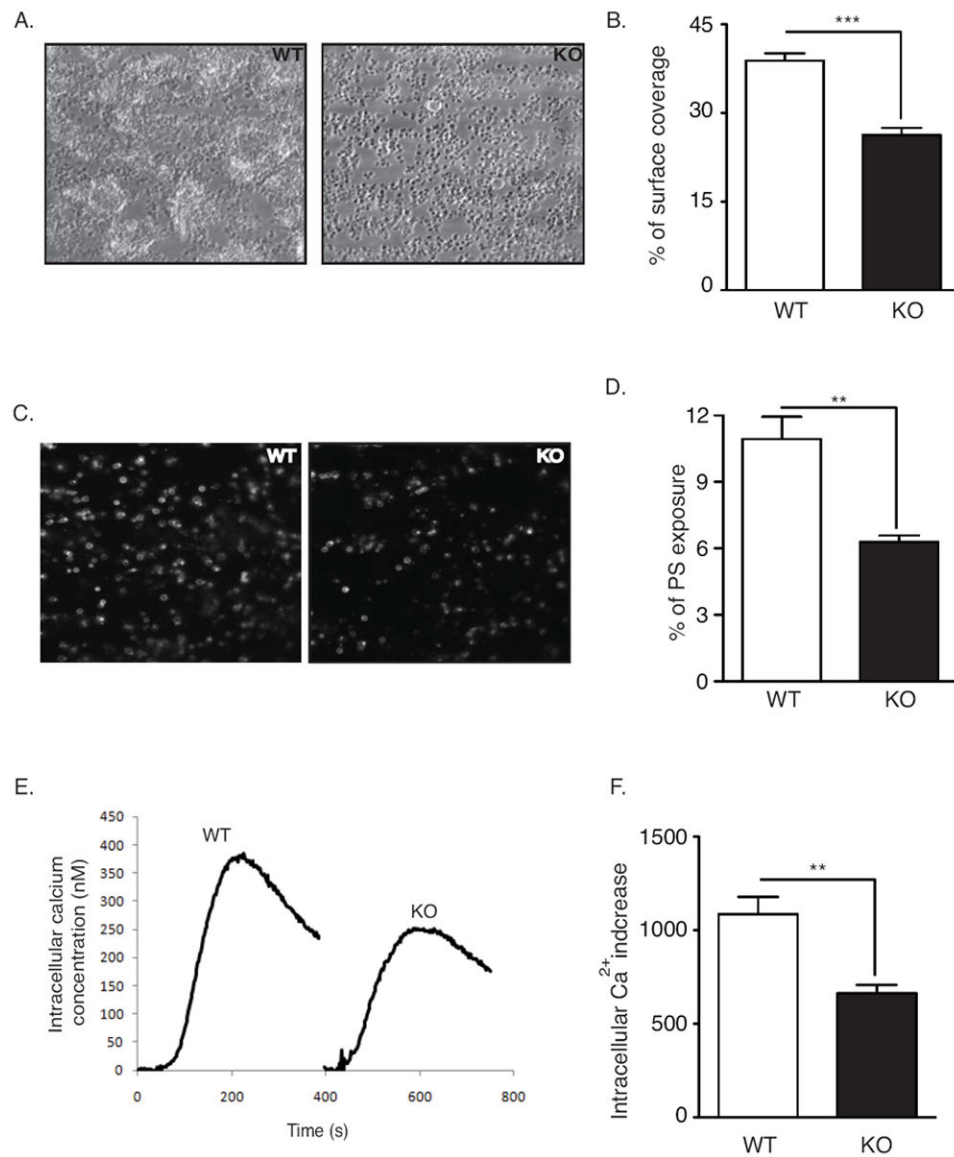 A.
WT
KO
B.
% of surface coverage
45
30
15
0
***
WT
KO
C.
WT
KO
D.
% of PS exposure
12
9
6
3
0
**
WT
KO
E.
Intracellular calcium
concentration (nM)
450
400
350
300
250
200
150
100
50
0
WT
KO
0
200
400
600
800
Time (s)
F.
Intracellular Ca2+ indcrease
1500
1000
500
0
**
WT
KO